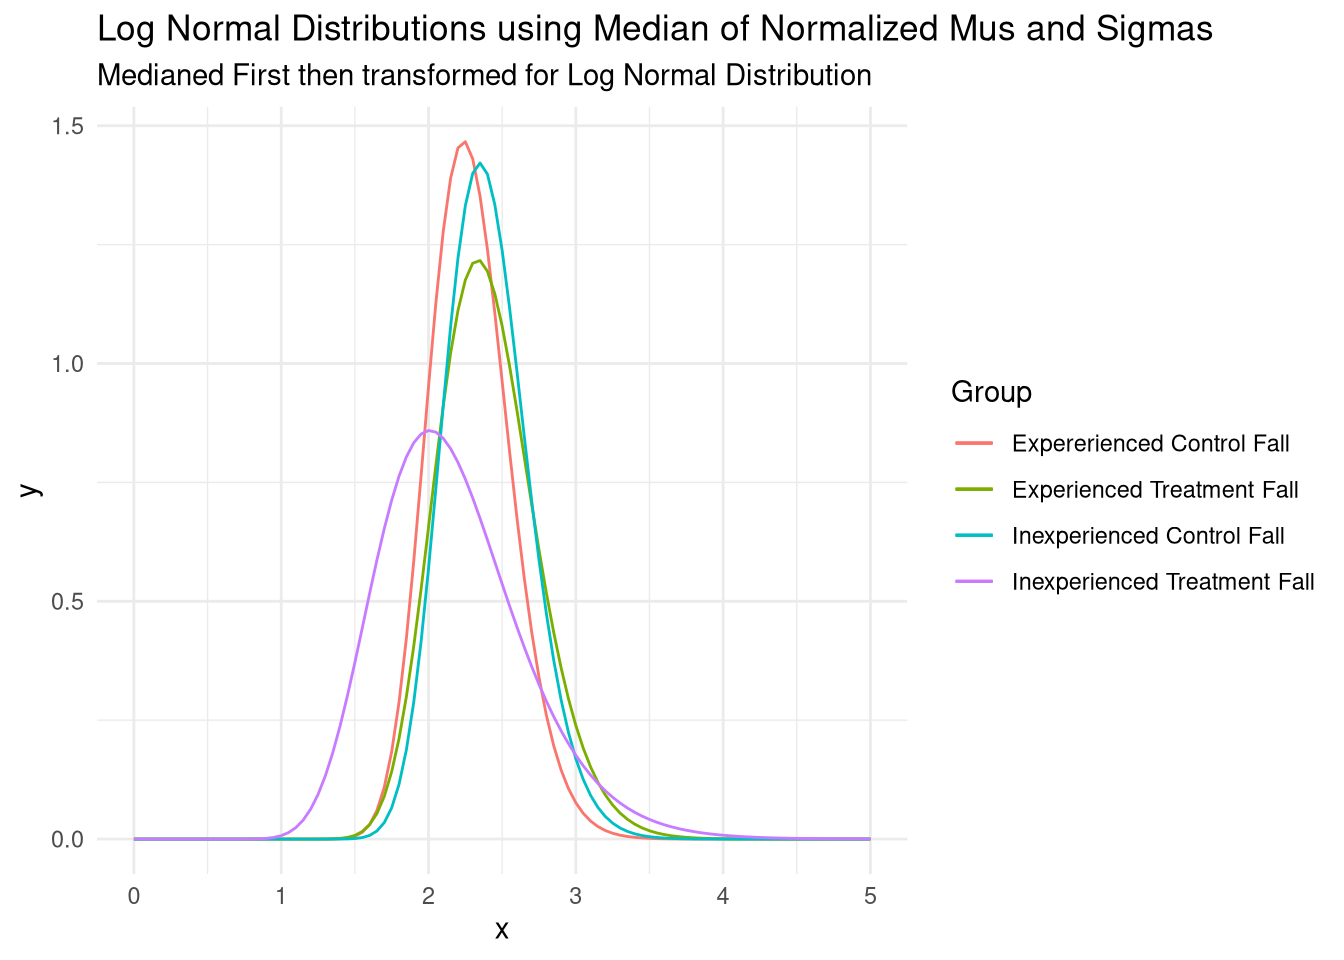 Log Normal Distributions using Median of Normalized Mus and Sigmas
Medianed First then transformed for Log Normal Distribution
1.5
1.0
0.5
0.0
y
0 1 2 3 4 5
x
Group
Expererienced Control Fall
Experienced Treatment Fall
Inexperienced Control Fall
Inexperienced Treatment Fall